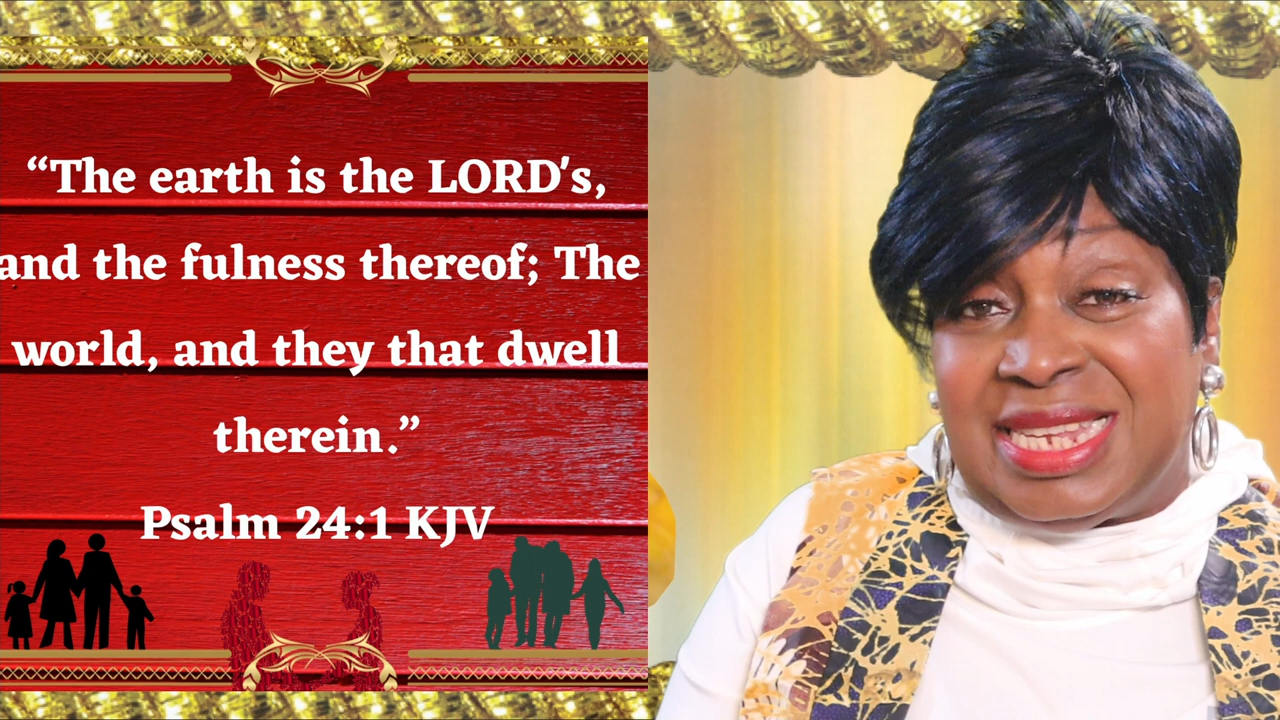 “The earth is the LORD's,
and the fulness thereof; The
world, and they that dwell
therein.”
Psalm 24:1 KJV